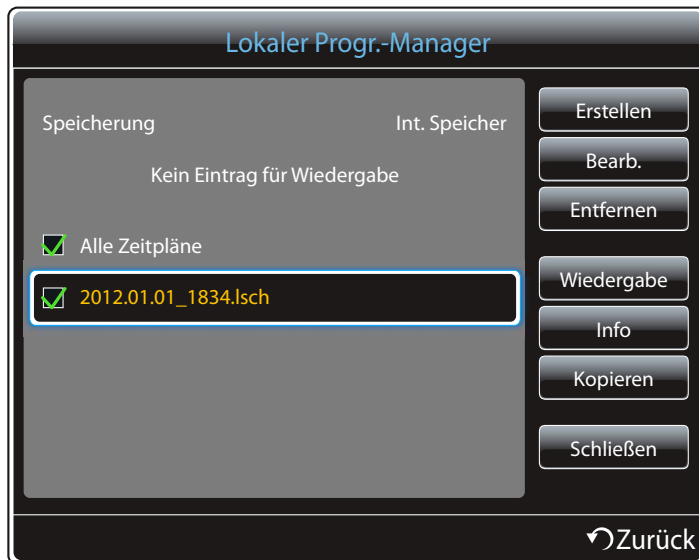 Lokaler Progr.-Manager
Speicherung Int. Speicher
Kein Eintrag für Wiedergabe
Alle Zeitpläne
2012.01.01_1834.lsch
Erstellen
Bearb.
Entfernen
Wiedergabe
Info
Kopieren
Schließen
Zurück